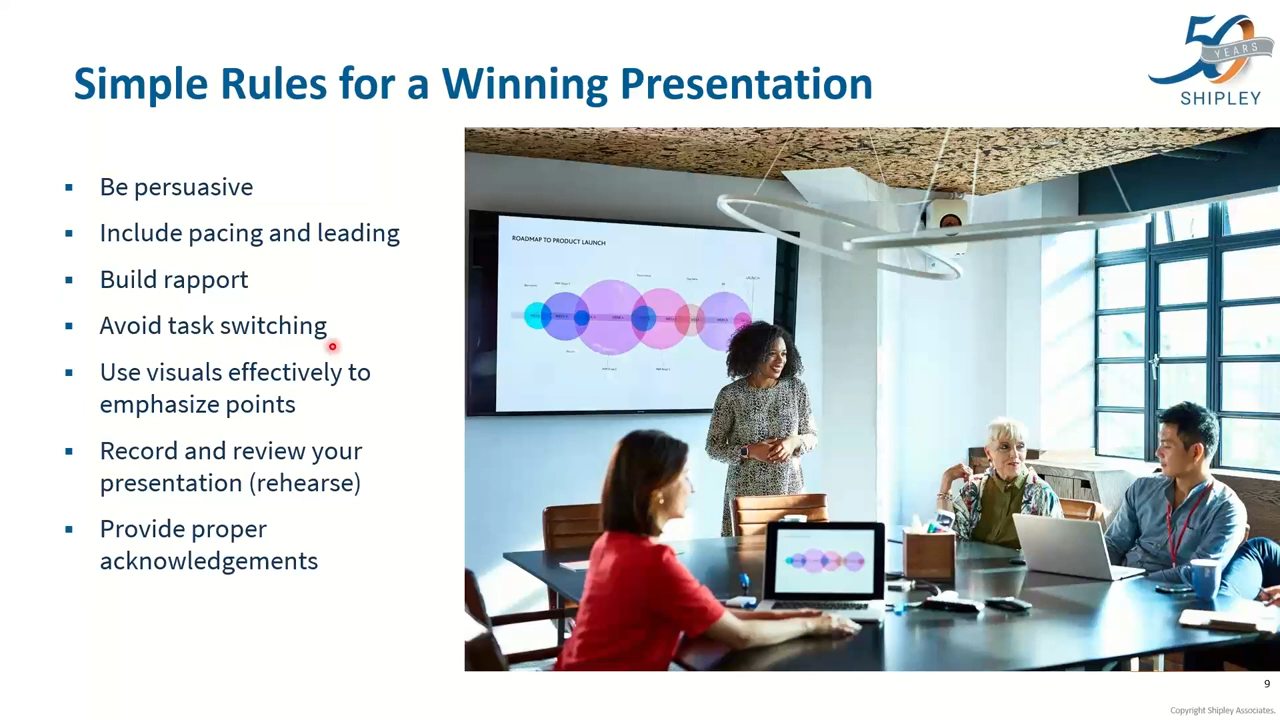 50
YEARS
SHIPLEY
Simple Rules for a Winning Presentation
▪ Be persuasive
▪ Include pacing and leading
▪ Build rapport
▪ Avoid task switching
▪ Use visuals effectively to
emphasize points
▪ Record and review your
presentation (rehearse)
▪ Provide proper
acknowledgements
ROADMAP TO PRODUCT LAUNCH
9
Copyright Shipley Associates.